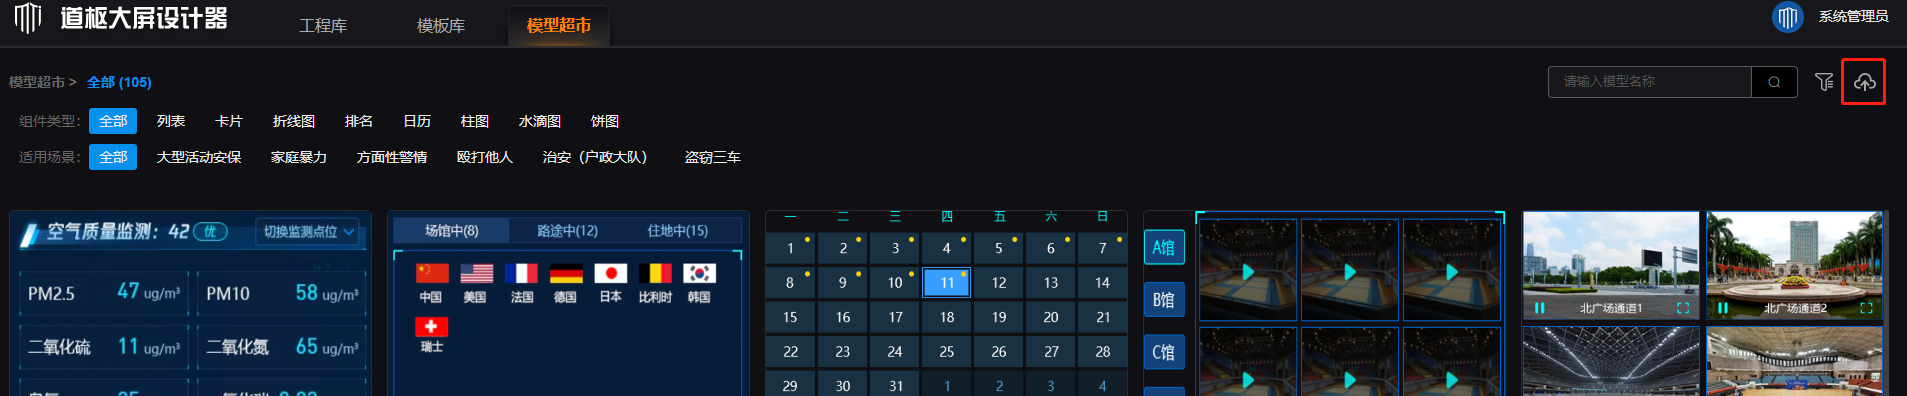 道枢大屏设计器 工程库 模板库 模型超市 系统管理员
模型超市 > 全部 (105) 请输入模型名称
组件类型: 全部 列表 卡片 折线图 排名 日历 柱图 水滴图 饼图
适用场景: 全部 大型活动安保 家庭暴力 方面性警情 殴打他人 治安（户政大队） 盗窃三车
空气质量监测: 42 优 切换监测点位
PM2.5 47 ug/m³ PM10 58 ug/m³
二氧化硫 11 ug/m³ 二氧化氮 65 ug/m³
场馆中(8) 路途中(12) 住地中(15)
中国 美国 法国 德国 日本 比利时 韩国
瑞士
一 二 三 四 五 六 日
1 2 3 4 5 6 7
8 9 10 11 12 13 14
15 16 17 18 19 20 21
22 23 24 25 26 27 28
29 30 31 1 2 3 4
A馆
B馆
C馆
北广场通道1 北广场通道2